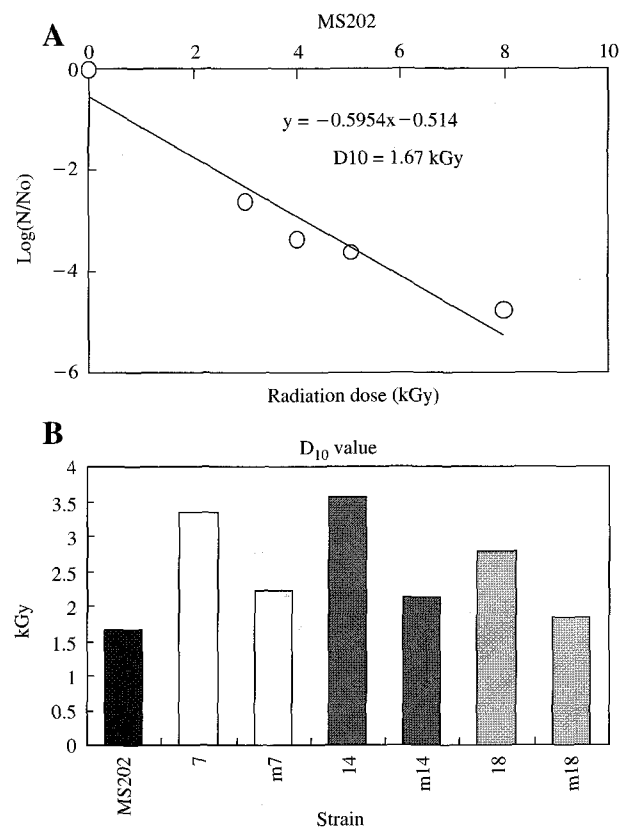 A
MS202
0 2 4 6 8 10
0
−2
−4
−6
Log(N/No)
y = −0.5954x−0.514
D10 = 1.67 kGy
Radiation dose (kGy)
B
D10 value
4
3.5
3
2.5
2
1.5
1
0.5
0
kGy
MS202 7 m7 14 m14 18 m18
Strain